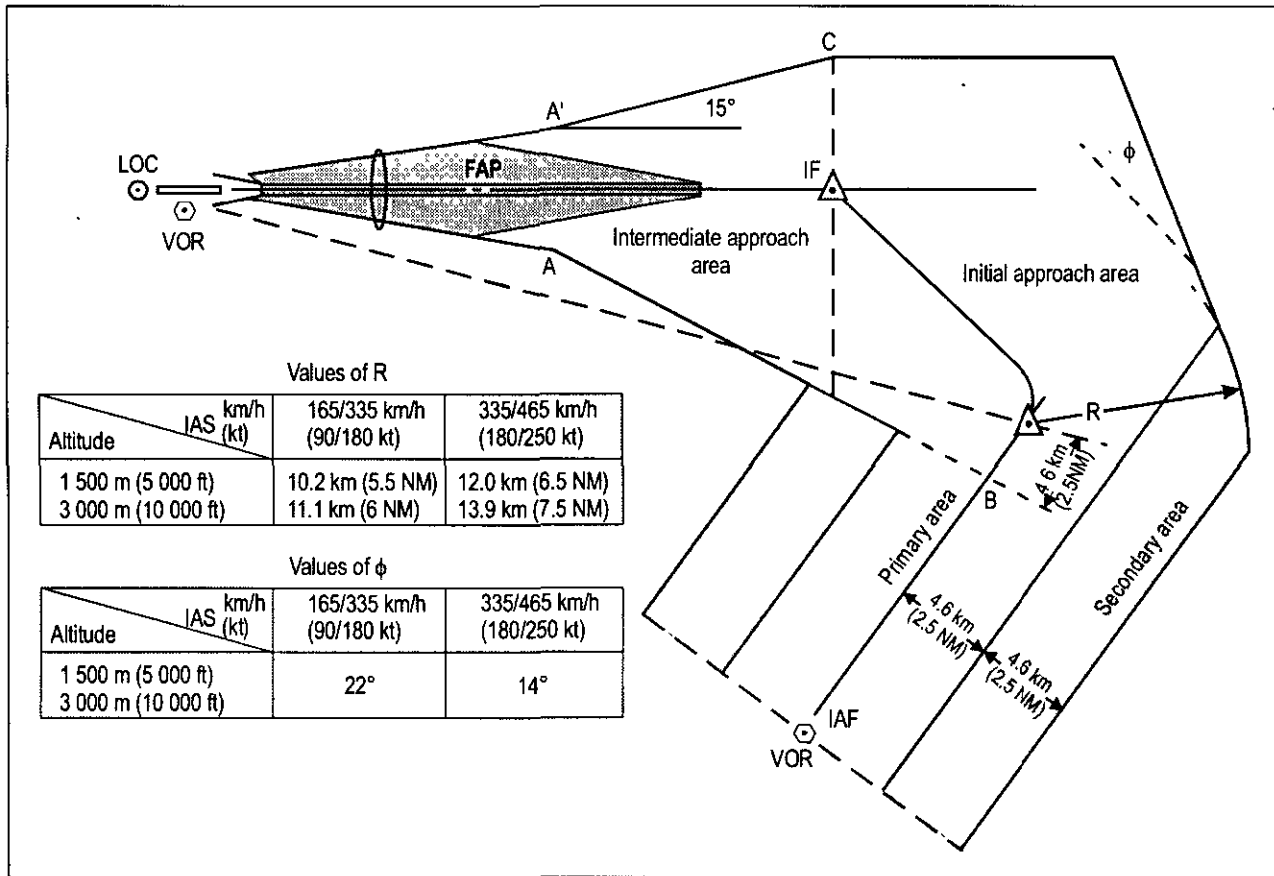 C
A'
15°
ϕ
LOC
FAP
IF
VOR
A
Intermediate approach
area
Initial approach area
R
4.6 km
(2.5 NM)
B
Primary area
Secondary area
4.6 km
(2.5 NM)
4.6 km
(2.5 NM)
IAF
VOR
Values of R
Altitude IAS km/h (kt) 165/335 km/h (90/180 kt) 335/465 km/h (180/250 kt)
1 500 m (5 000 ft) 10.2 km (5.5 NM) 12.0 km (6.5 NM)
3 000 m (10 000 ft) 11.1 km (6 NM) 13.9 km (7.5 NM)
Values of ϕ
Altitude IAS km/h (kt) 165/335 km/h (90/180 kt) 335/465 km/h (180/250 kt)
1 500 m (5 000 ft) 22° 14°
3 000 m (10 000 ft)